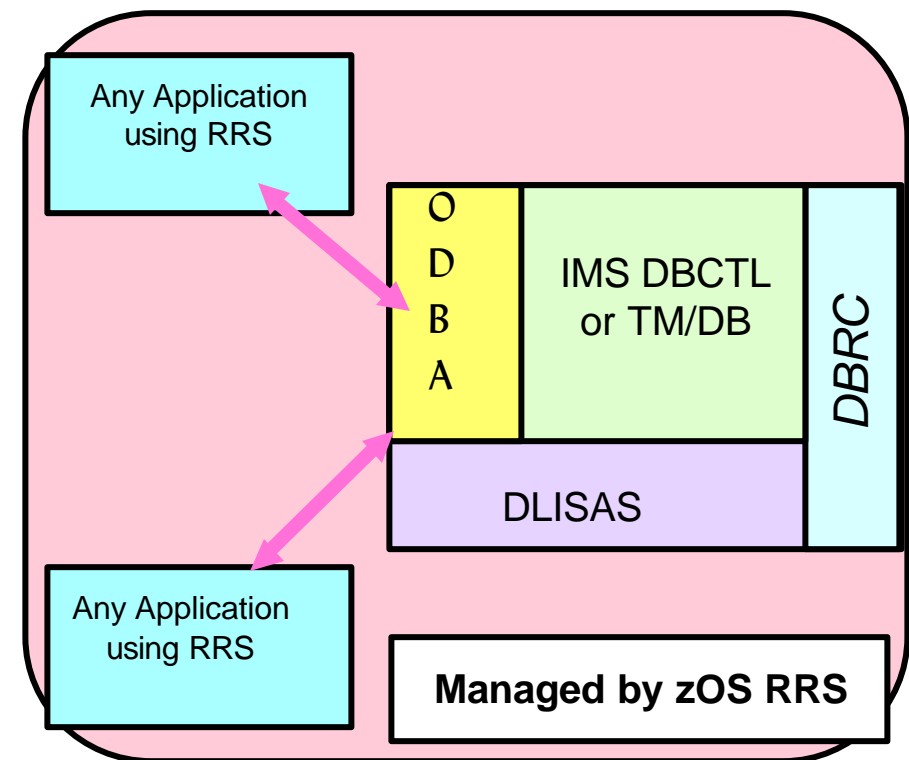 Any Application
using RRS
O
D
B
A
IMS DBCTL
or TM/DB
DBRC
DLISAS
Any Application
using RRS
Managed by zOS RRS